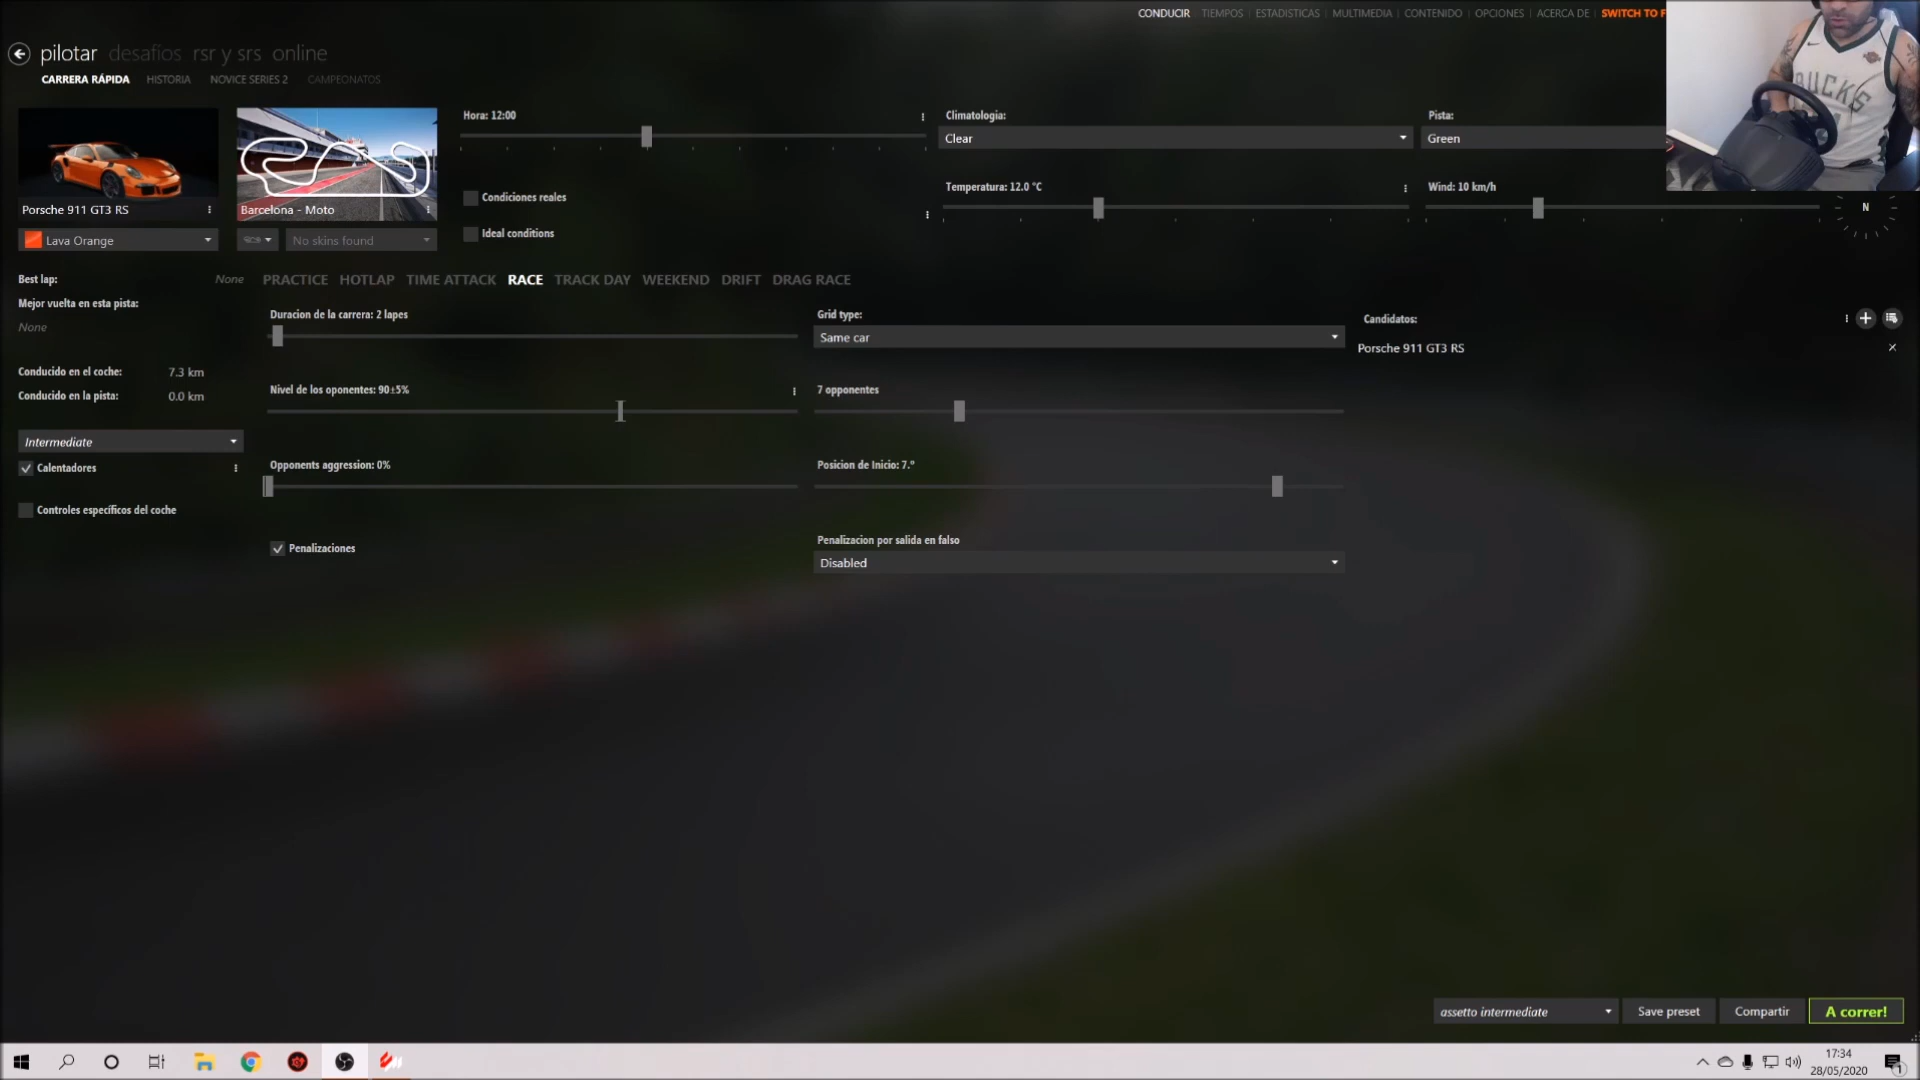 CONDUCIR | TIEMPOS | ESTADISTICAS | MULTIMEDIA | CONTENIDO | OPCIONES | ACERCA DE | SWITCH TO F
pilotar desafíos rsr y srs online
CARRERA RÁPIDA HISTORIA NOVICE SERIES 2 CAMPEONATOS
Hora: 12:00
Climatologia:
Pista:
Clear
Green
BUCKS
Temperatura: 12.0 °C
Wind: 10 km/h
Condiciones reales
Porsche 911 GT3 RS
Barcelona - Moto
N
Ideal conditions
Lava Orange
No skins found
Best lap: None
PRACTICE HOTLAP TIME ATTACK RACE TRACK DAY WEEKEND DRIFT DRAG RACE
Mejor vuelta en esta pista:
None
Duracion de la carrera: 2 lapes
Grid type:
Candidatos:
Same car
Porsche 911 GT3 RS
Conducido en el coche: 7.3 km
Conducido en la pista: 0.0 km
Nivel de los oponentes: 90±5%
7 opponentes
Intermediate
Calentadores
Opponents aggression: 0%
Posicion de Inicio: 7.º
Controles específicos del coche
Penalizaciones
Penalizacion por salida en falso
Disabled
assetto intermediate
Save preset
Compartir
A correr!
17:34
28/05/2020
1